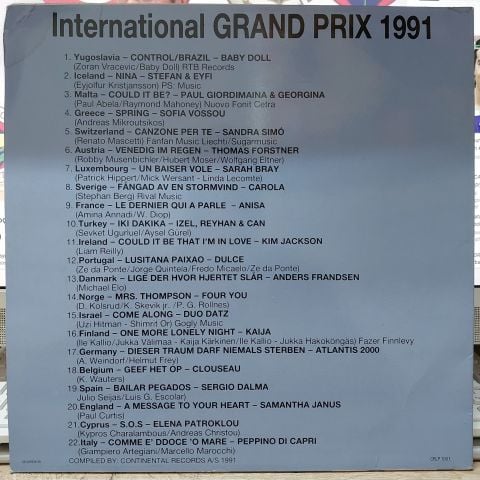 International GRAND PRIX 1991
1. Yugoslavia - CONTROL/BRAZIL - BABY DOLL
(Zoran Vracevic/Baby Doll) RTB Records
2. Iceland - NINA - STEFAN & EYFI
(Eyjolfur Kristjansson) PS: Music
3. Malta - COULD IT BE? - PAUL GIORDIMAINA & GEORGINA
(Paul Abela/Raymond Mahoney) Nuovo Fonit Cetra
4. Greece - SPRING - SOFIA VOSSOU
(Andreas Mikroutsikos)
5. Switzerland - CANZONE PER TE - SANDRA SIMÓ
(Renato Mascetti) Fanfan Music Liechti/Sugarmusic
6. Austria - VENEDIG IM REGEN - THOMAS FORSTNER
(Robby Musenbichler/Hubert Moser/Wolfgang Eltner)
7. Luxembourg - UN BAISER VOLE - SARAH BRAY
(Patrick Hippert/Mick Wersant - Linda Lecomte)
8. Sverige - FÅNGAD AV EN STORMVIND - CAROLA
(Stephan Berg) Rival Music
9. France - LE DERNIER QUI A PARLE - ANISA
(Amina Annadi/W. Diop)
10. Turkey - IKI DAKIKA - IZEL, REYHAN & CAN
(Sevket Ugurluel/Aysel Gürel)
11. Ireland - COULD IT BE THAT I'M IN LOVE - KIM JACKSON
(Liam Reilly)
12. Portugal - LUSITANA PAIXAO - DULCE
(Ze da Ponte/Jorge Quintela/Fredo Micaelo/Ze da Ponte)
13. Danmark - LIGE DER HVOR HJERTET SLÅR - ANDERS FRANDSEN
(Michael Elo)
14. Norge - MRS. THOMPSON - FOUR YOU
(D. Kolsrud/K. Skevik jr. /P. G. Rollnes)
15. Israel - COME ALONG - DUO DATZ
(Uzi Hitman - Shimrit Or) Gogly Music
16. Finland - ONE MORE LONELY NIGHT - KAIJA
(Ile Kallio/Jukka Välimaa - Kaija Kärkinen/Ile Kallio - Jukka Hakoköngäs) Fazer Finnlevy
17. Germany - DIESER TRAUM DARF NIEMALS STERBEN - ATLANTIS 2000
(A. Weindorf/Helmut Frey)
18. Belgium - GEEF HET OP - CLOUSEAU
(K. Wauters)
19. Spain - BAILAR PEGADOS - SERGIO DALMA
Julio Seijas/Luis G. Escolar)
20. England - A MESSAGE TO YOUR HEART - SAMANTHA JANUS
(Paul Curtis)
21. Cyprus - S.O.S - ELENA PATROKLOU
(Kypros Charalambous/Andreas Christou)
22. Italy - COMME E' DDOCE 'O MARE - PEPPINO DI CAPRI
(Giampiero Artegiani/Marcello Marocchi)
COMPILED BY: CONTINENTAL RECORDS A/S 1991